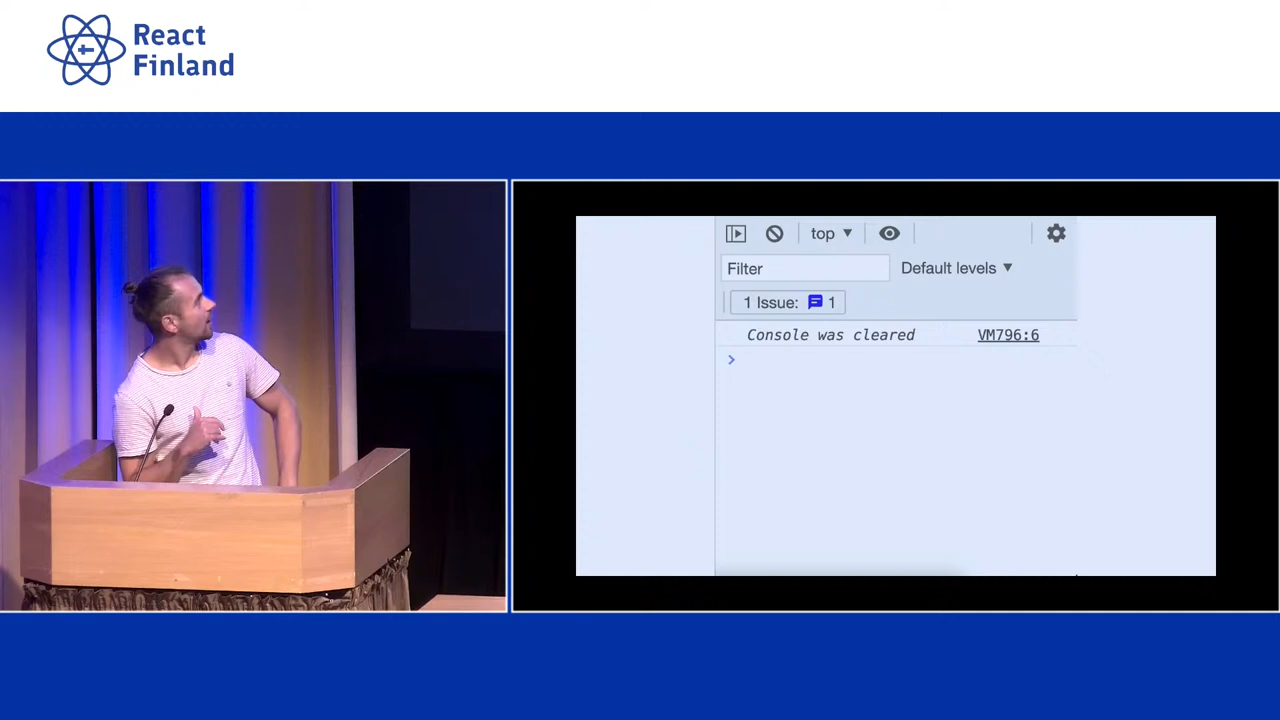 React
Finland
top
Filter
Default levels
1 Issue: 1
Console was cleared VM796:6